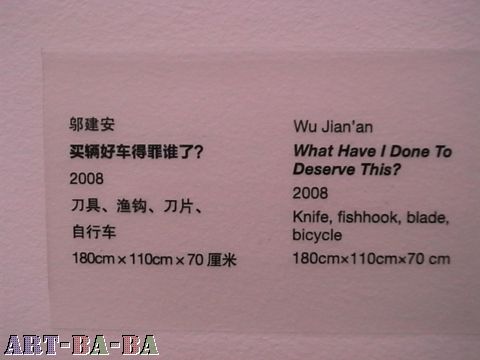 邬建安
买辆好车得罪谁了?
2008
刀具、渔钩、刀片、
自行车
180cm×110cm×70厘米
Wu Jian'an
What Have I Done To
Deserve This?
2008
Knife, fishhook, blade,
bicycle
180cm×110cm×70 cm
ART-BA-BA